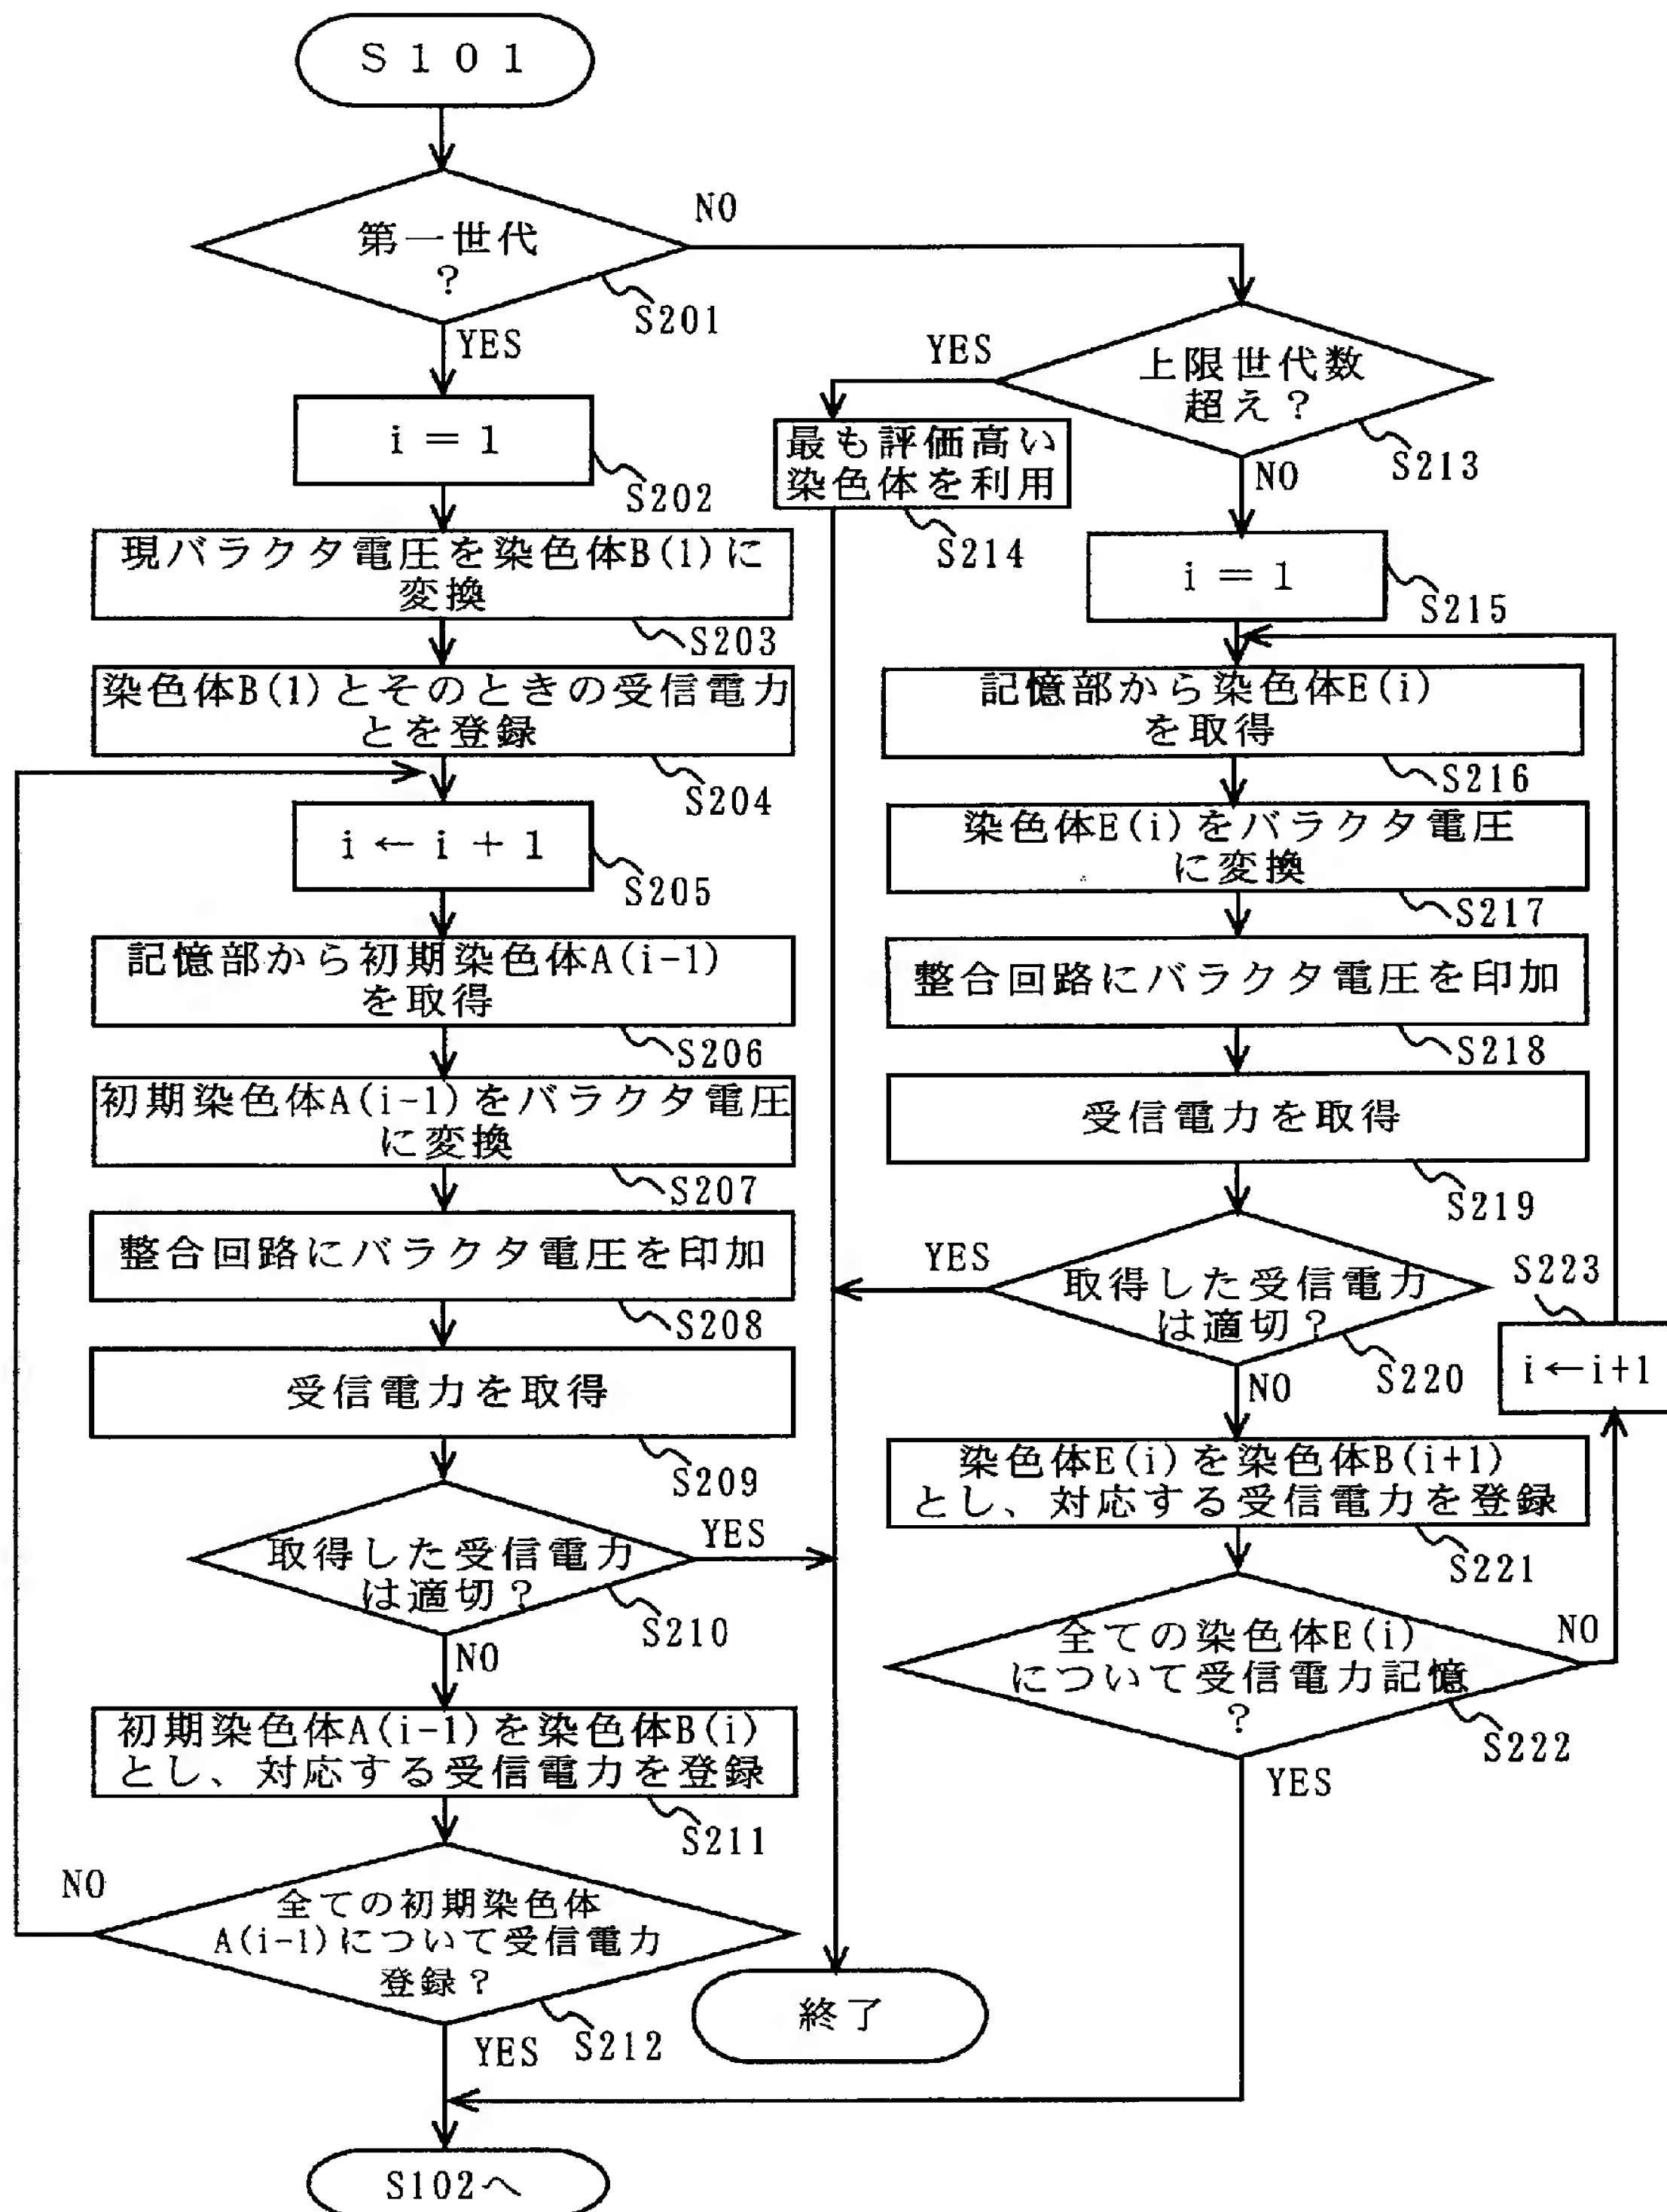 S101
第一世代
?
S201
YES
NO
i = 1
S202
現バラクタ電圧を染色体B(1)に
変換
S203
染色体B(1)とそのときの受信電力
とを登録
S204
i ← i + 1
S205
記憶部から初期染色体A(i-1)
を取得
S206
初期染色体A(i-1)をバラクタ電圧
に変換
S207
整合回路にバラクタ電圧を印加
S208
受信電力を取得
S209
取得した受信電力
は適切?
YES
S210
NO
初期染色体A(i-1)を染色体B(i)
とし、対応する受信電力を登録
S211
NO
全ての初期染色体
A(i-1)について受信電力
登録?
S212
YES
S102へ
上限世代数
超え?
YES
S213
NO
最も評価高い
染色体を利用
S214
i = 1
S215
記憶部から染色体E(i)
を取得
S216
染色体E(i)をバラクタ電圧
に変換
S217
整合回路にバラクタ電圧を印加
S218
受信電力を取得
S219
取得した受信電力
は適切?
YES
S220
NO
S223
i←i+1
染色体E(i)を染色体B(i+1)
とし、対応する受信電力を登録
S221
全ての染色体E(i)
について受信電力記憶
?
NO
S222
YES
終了